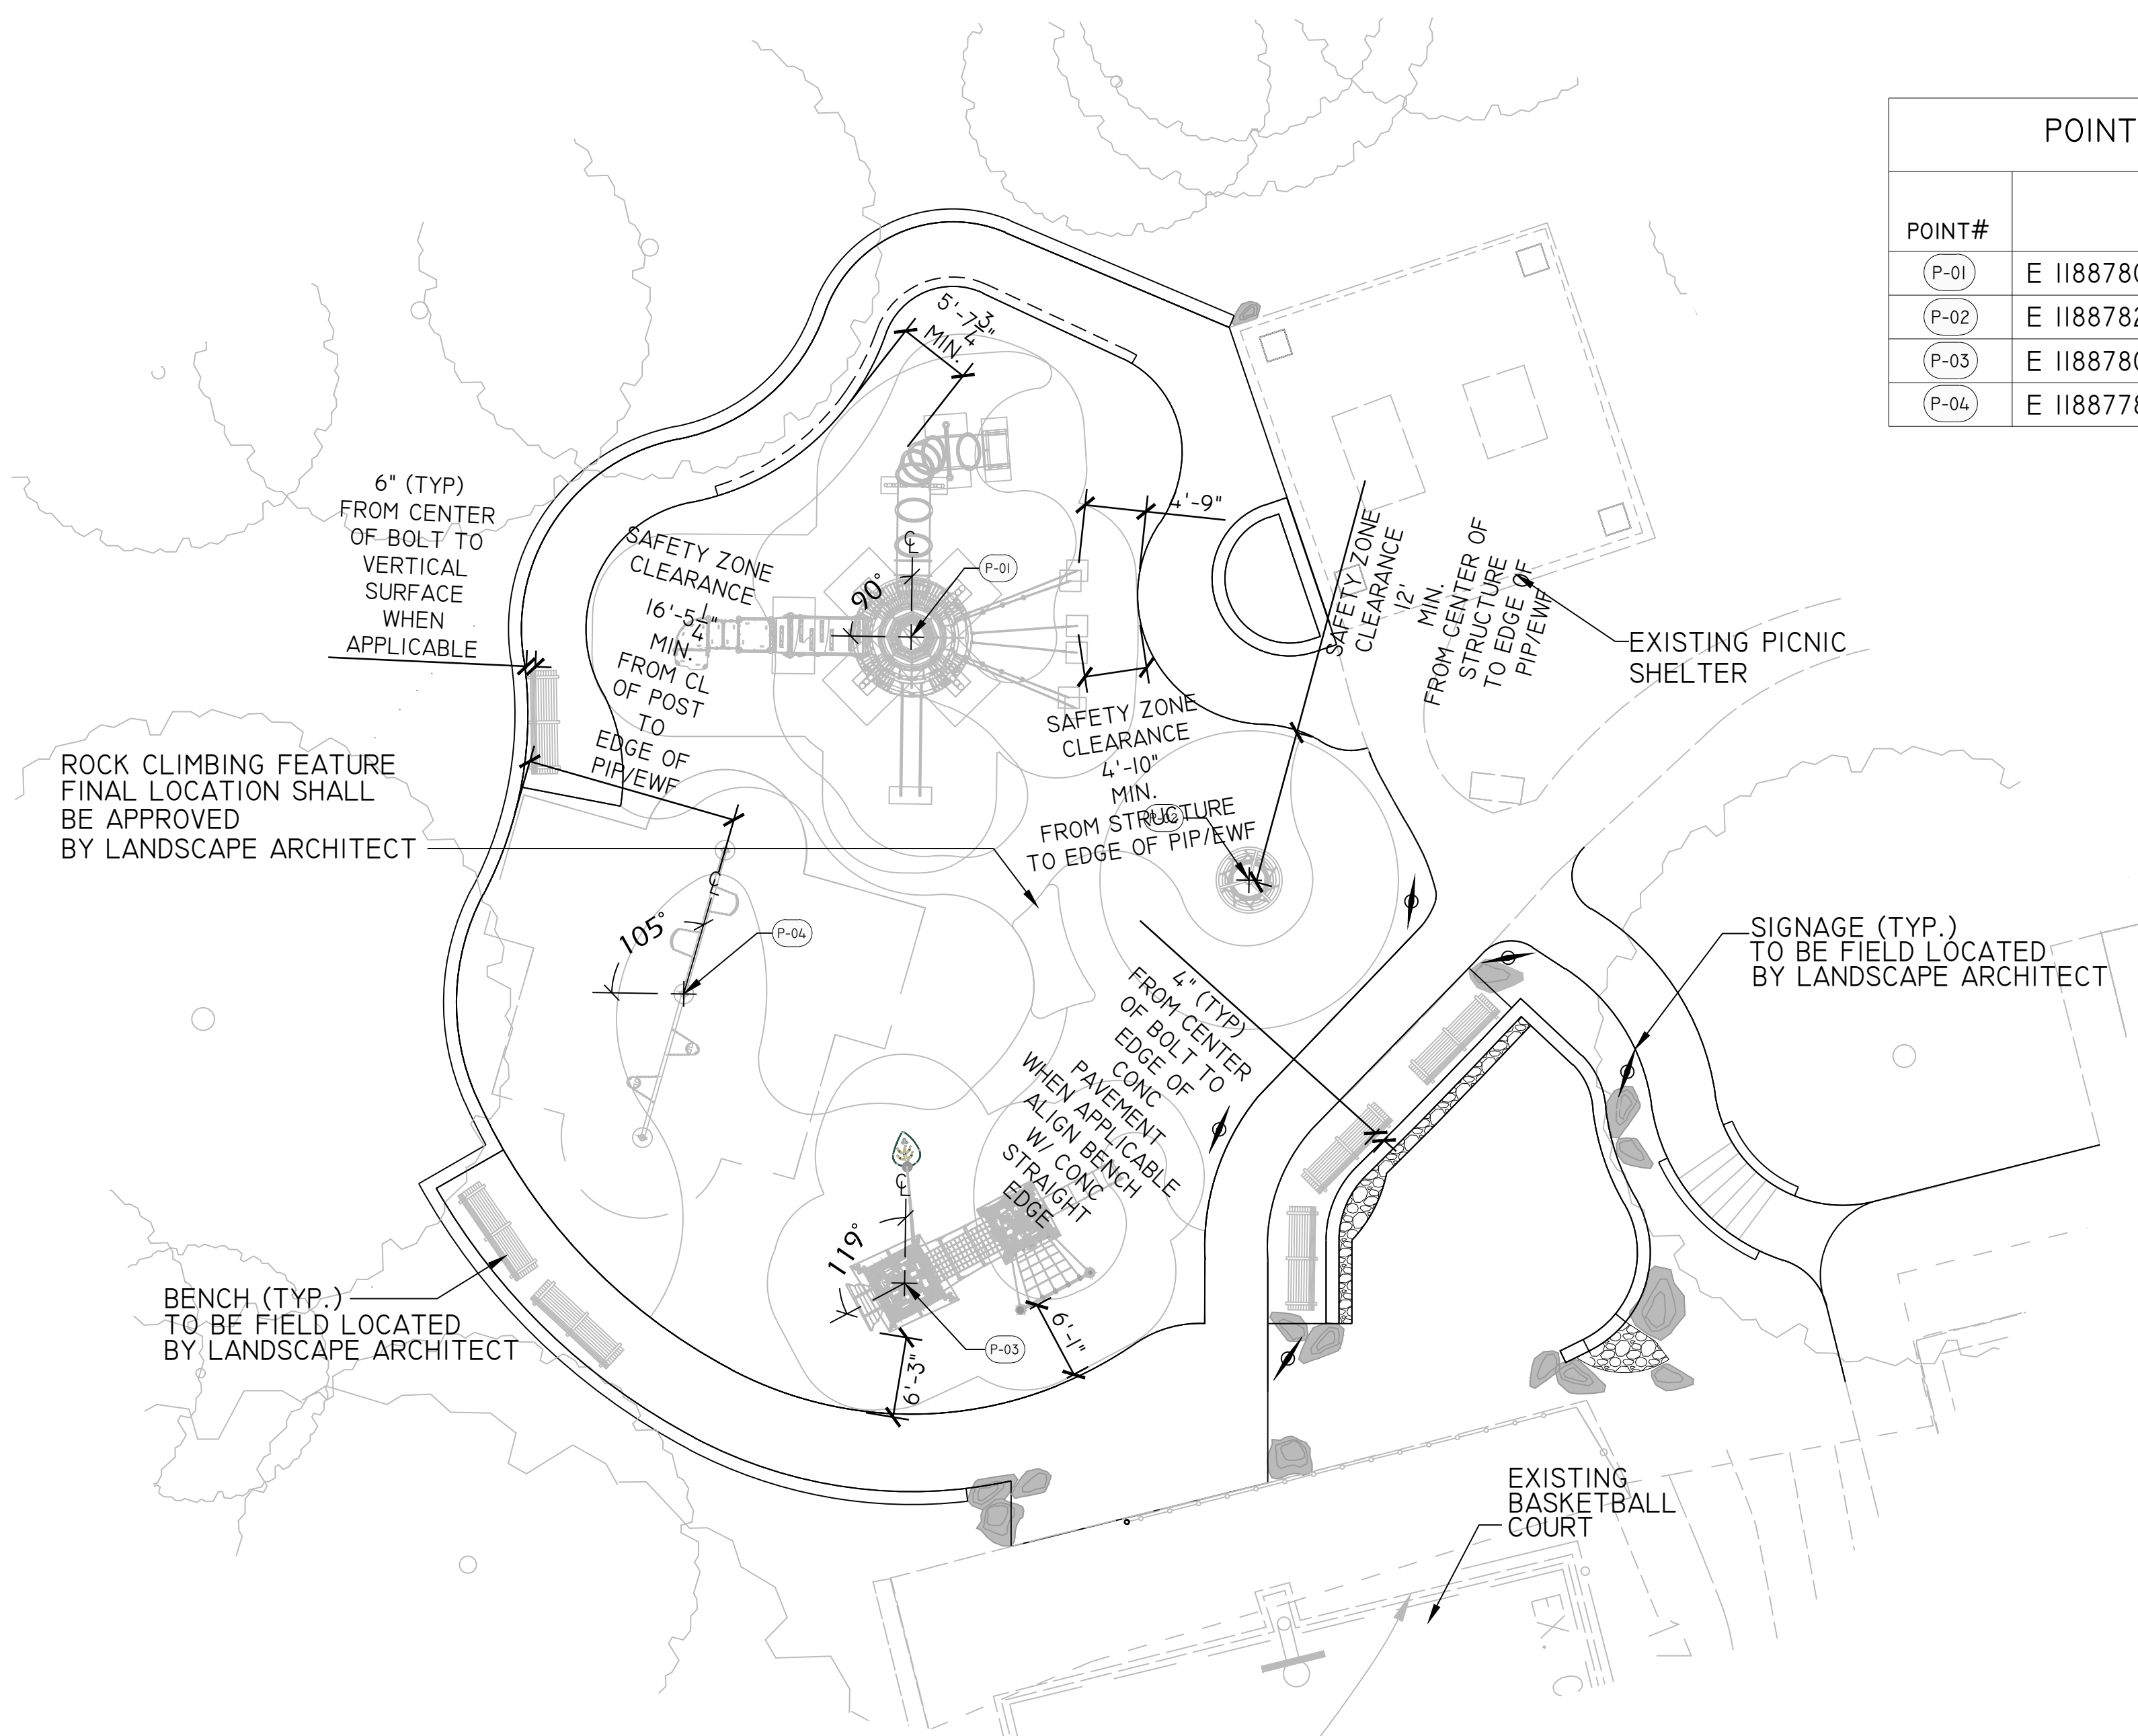 POINT
POINT#
P-01
E 1188780
P-02
E 1188782
P-03
E 1188780
P-04
E 1188778
5'-7 3/4"
MIN.
6" (TYP)
FROM CENTER
OF BOLT TO
VERTICAL
SURFACE
WHEN
APPLICABLE
SAFETY ZONE
CLEARANCE
16'-5 1/4"
MIN.
FROM CL
OF POST
TO
EDGE OF
PIP/EWF
90°
℄
P-01
4'-9"
SAFETY ZONE
CLEARANCE
12'
MIN.
FROM CENTER OF
STRUCTURE
TO EDGE OF
PIP/EWF
EXISTING PICNIC
SHELTER
SAFETY ZONE
CLEARANCE
4'-10"
MIN.
FROM STRUCTURE
TO EDGE OF PIP/EWF
P-02
ROCK CLIMBING FEATURE
FINAL LOCATION SHALL
BE APPROVED
BY LANDSCAPE ARCHITECT
℄
105°
P-04
SIGNAGE (TYP.)
TO BE FIELD LOCATED
BY LANDSCAPE ARCHITECT
4" (TYP)
FROM CENTER
OF BOLT TO
EDGE OF
CONC
PAVEMENT
WHEN APPLICABLE
ALIGN BENCH
W/ CONC
STRAIGHT
EDGE
℄
119°
P-03
6'-3"
6'-1"
BENCH (TYP.)
TO BE FIELD LOCATED
BY LANDSCAPE ARCHITECT
EXISTING
BASKETBALL
COURT
EX. C